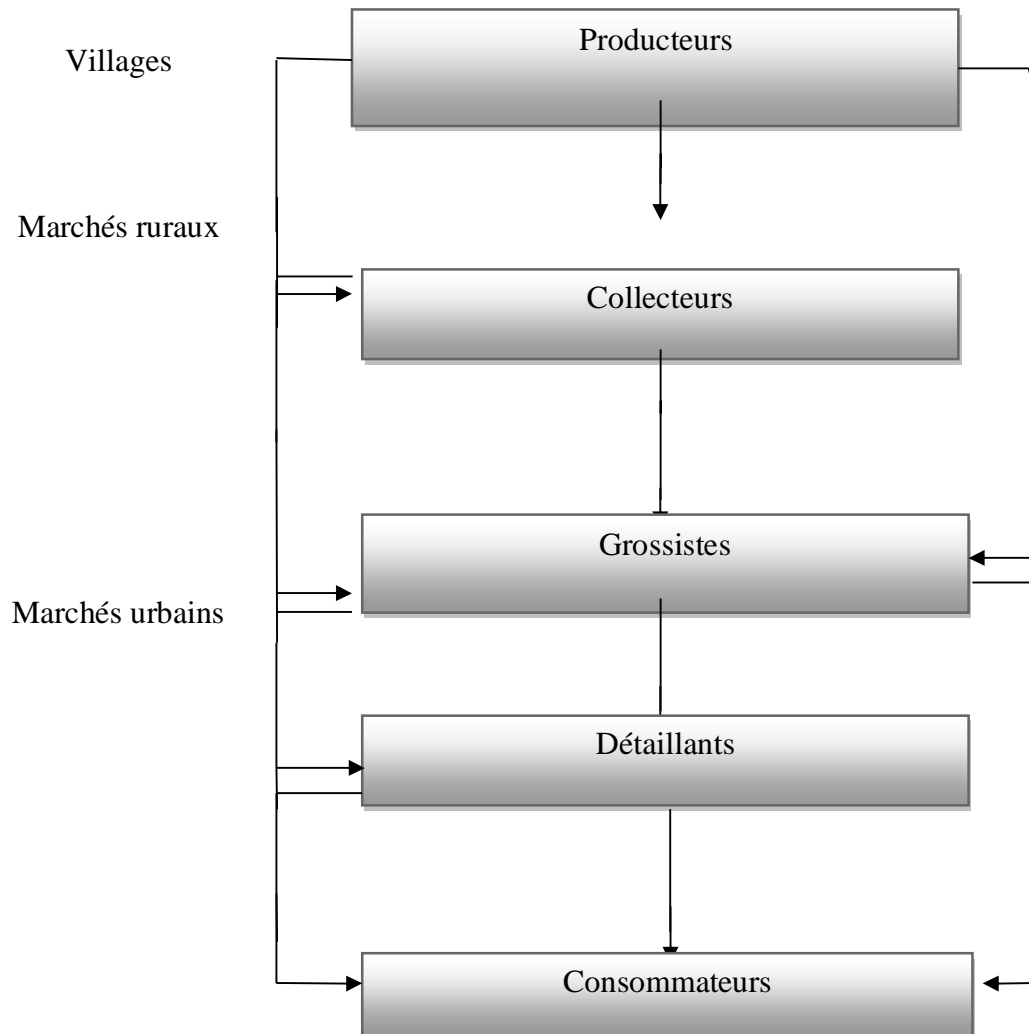 Producteurs
Villages
Marchés ruraux
Collecteurs
Grossistes
Marchés urbains
Détaillants
Consommateurs